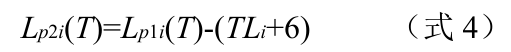 Lp2i(T)=Lp1i(T)-(TLi+6) （式 4）